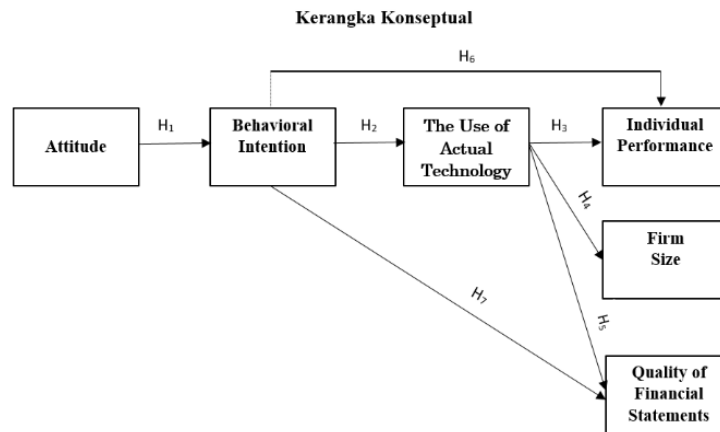 Kerangka Konseptual
H₆
Attitude
H₁
Behavioral
Intention
H₂
The Use of
Actual
Technology
H₃
Individual
Performance
H₄
Firm
Size
H₇
H₅
Quality of
Financial
Statements